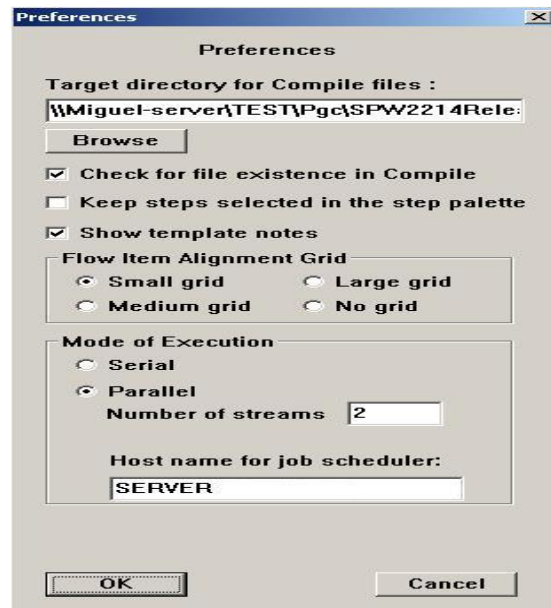 Preferences
Preferences
Target directory for Compile files :
\\Miguel-server\TEST\Pgc\SPW2214Rele
Browse
Check for file existence in Compile
Keep steps selected in the step palette
Show template notes
Flow Item Alignment Grid
Small grid Large grid
Medium grid No grid
Mode of Execution
Serial
Parallel
Number of streams 2
Host name for job scheduler:
SERVER
OK Cancel